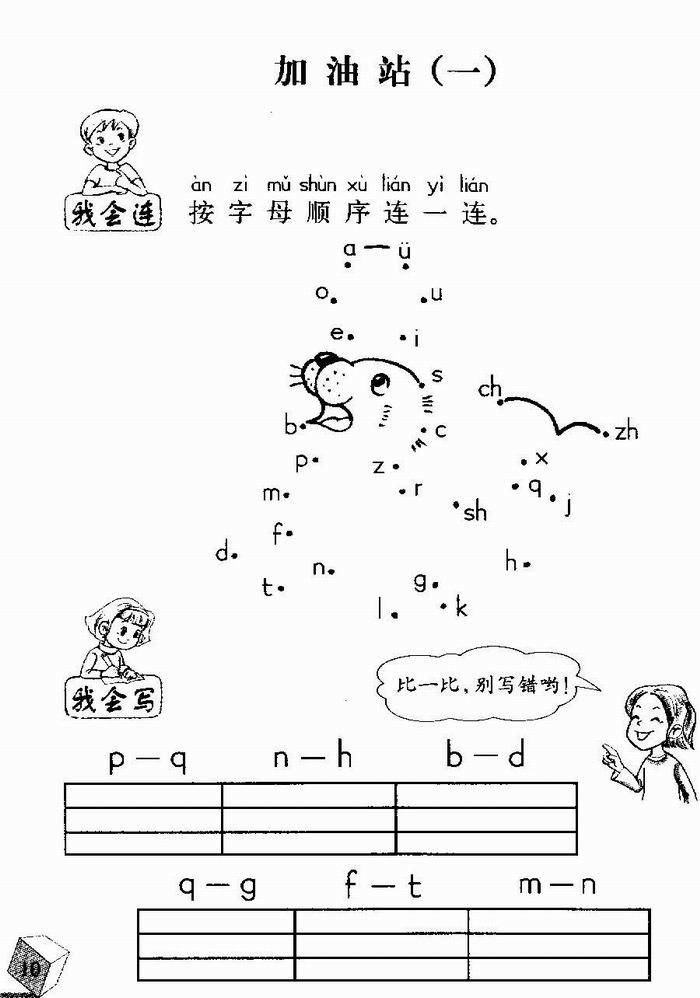 加油站（一）
àn zì mǔ shùn xù lián yì lián
我会连 按字母顺序连一连。
a ü
o u
e i
s
ch
b c zh
p z x
m r q j
sh
f
d n h
t g
l k
比一比，别写错哟！
我会写
p－q n－h b－d
q－g f－t m－n
10